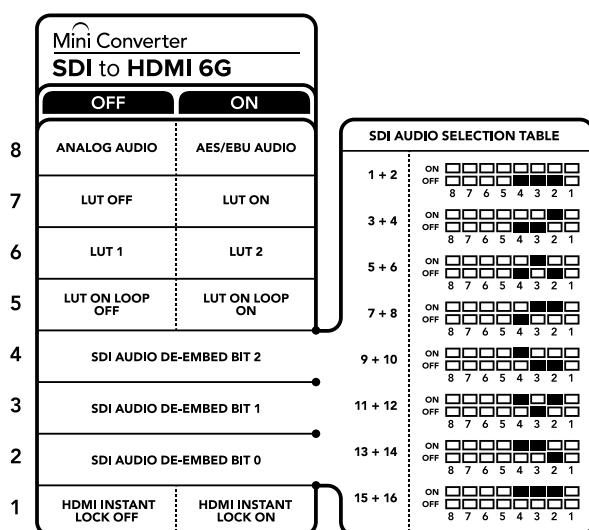 Mini Converter
SDI to HDMI 6G
OFF ON
8 ANALOG AUDIO AES/EBU AUDIO
7 LUT OFF LUT ON
6 LUT 1 LUT 2
5 LUT ON LOOP OFF LUT ON LOOP ON
4 SDI AUDIO DE-EMBED BIT 2
3 SDI AUDIO DE-EMBED BIT 1
2 SDI AUDIO DE-EMBED BIT 0
1 HDMI INSTANT LOCK OFF HDMI INSTANT LOCK ON
SDI AUDIO SELECTION TABLE
1 + 2 ON
OFF
8 7 6 5 4 3 2 1
3 + 4 ON
OFF
8 7 6 5 4 3 2 1
5 + 6 ON
OFF
8 7 6 5 4 3 2 1
7 + 8 ON
OFF
8 7 6 5 4 3 2 1
9 + 10 ON
OFF
8 7 6 5 4 3 2 1
11 + 12 ON
OFF
8 7 6 5 4 3 2 1
13 + 14 ON
OFF
8 7 6 5 4 3 2 1
15 + 16 ON
OFF
8 7 6 5 4 3 2 1